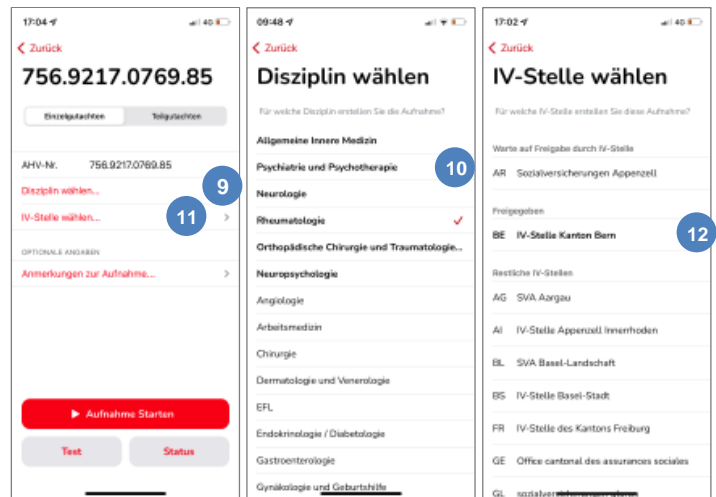 17:04
4G
Zurück
756.9217.0769.85
Einzelgutachten Teilgutachten
AHV-Nr. 756.9217.0769.85
Disziplin wählen...
9
IV-Stelle wählen...
11
OPTIONALE ANGABEN
Anmerkungen zur Aufnahme...
Aufnahme Starten
Test Status
09:48
Zurück
Disziplin wählen
Für welche Disziplin erstellen Sie die Aufnahme?
Allgemeine Innere Medizin
Psychiatrie und Psychotherapie
10
Neurologie
Rheumatologie
Orthopädische Chirurgie und Traumatologie...
Neuropsychologie
Angiologie
Arbeitsmedizin
Chirurgie
Dermatologie und Venerologie
EFL
Endokrinologie / Diabetologie
Gastroenterologie
Gynäkologie und Geburtshilfe
17:02
4G
Zurück
IV-Stelle wählen
Für welche IV-Stelle erstellen Sie diese Aufnahme?
Warte auf Freigabe durch IV-Stelle
AR Sozialversicherungen Appenzell
Freigegeben
BE IV-Stelle Kanton Bern
12
Restliche IV-Stellen
AG SVA Aargau
AI IV-Stelle Appenzell Innerrhoden
BL SVA Basel-Landschaft
BS IV-Stelle Basel-Stadt
FR IV-Stelle des Kantons Freiburg
GE Office cantonal des assurances sociales
GL